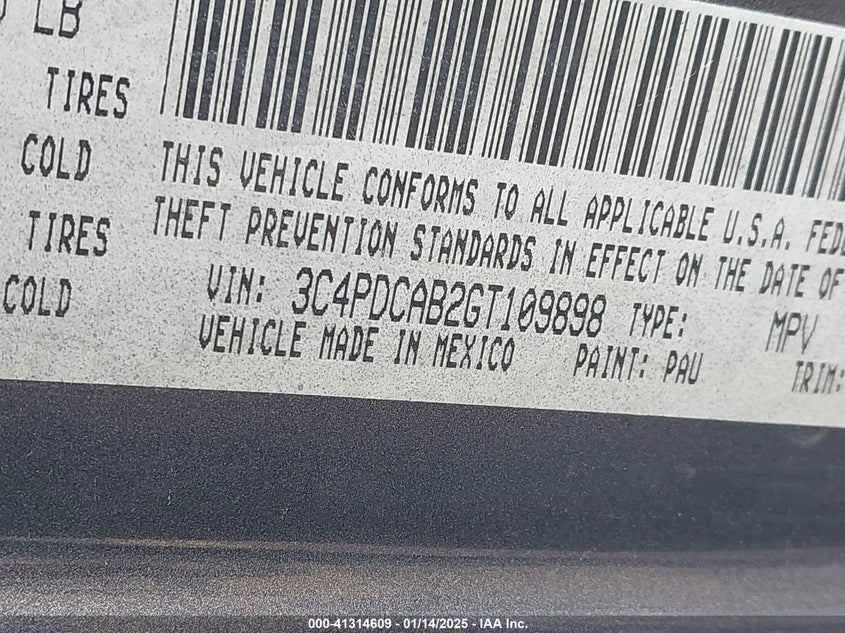 LB
TIRES
COLD
TIRES
COLD
THIS VEHICLE CONFORMS TO ALL APPLICABLE U.S.A.
THEFT PREVENTION STANDARDS IN EFFECT ON THE DATE OF
VIN: 3C4PDCAB2GT109898 TYPE: MPV
VEHICLE MADE IN MEXICO PAINT: PAU TRIM:
000-41314609 — 01/14/2025 — IAA Inc.